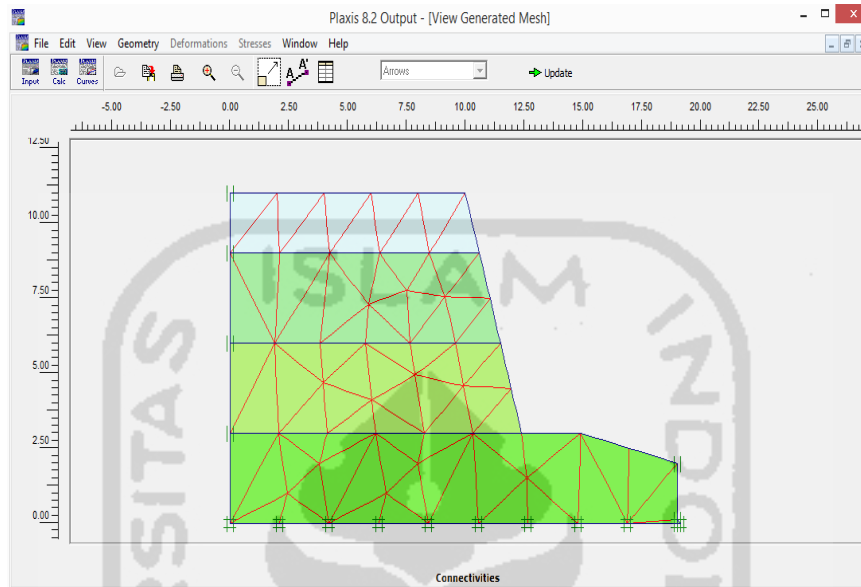 Plaxis 8.2 Output - [View Generated Mesh]
File Edit View Geometry Deformations Stresses Window Help
Input Calc Curves A A' Arrows Update
-5.00 -2.50 0.00 2.50 5.00 7.50 10.00 12.50 15.00 17.50 20.00 22.50 25.00
12.50
10.00
7.50
5.00
2.50
0.00
ISLAM
SITAS
INDO
Connectivities